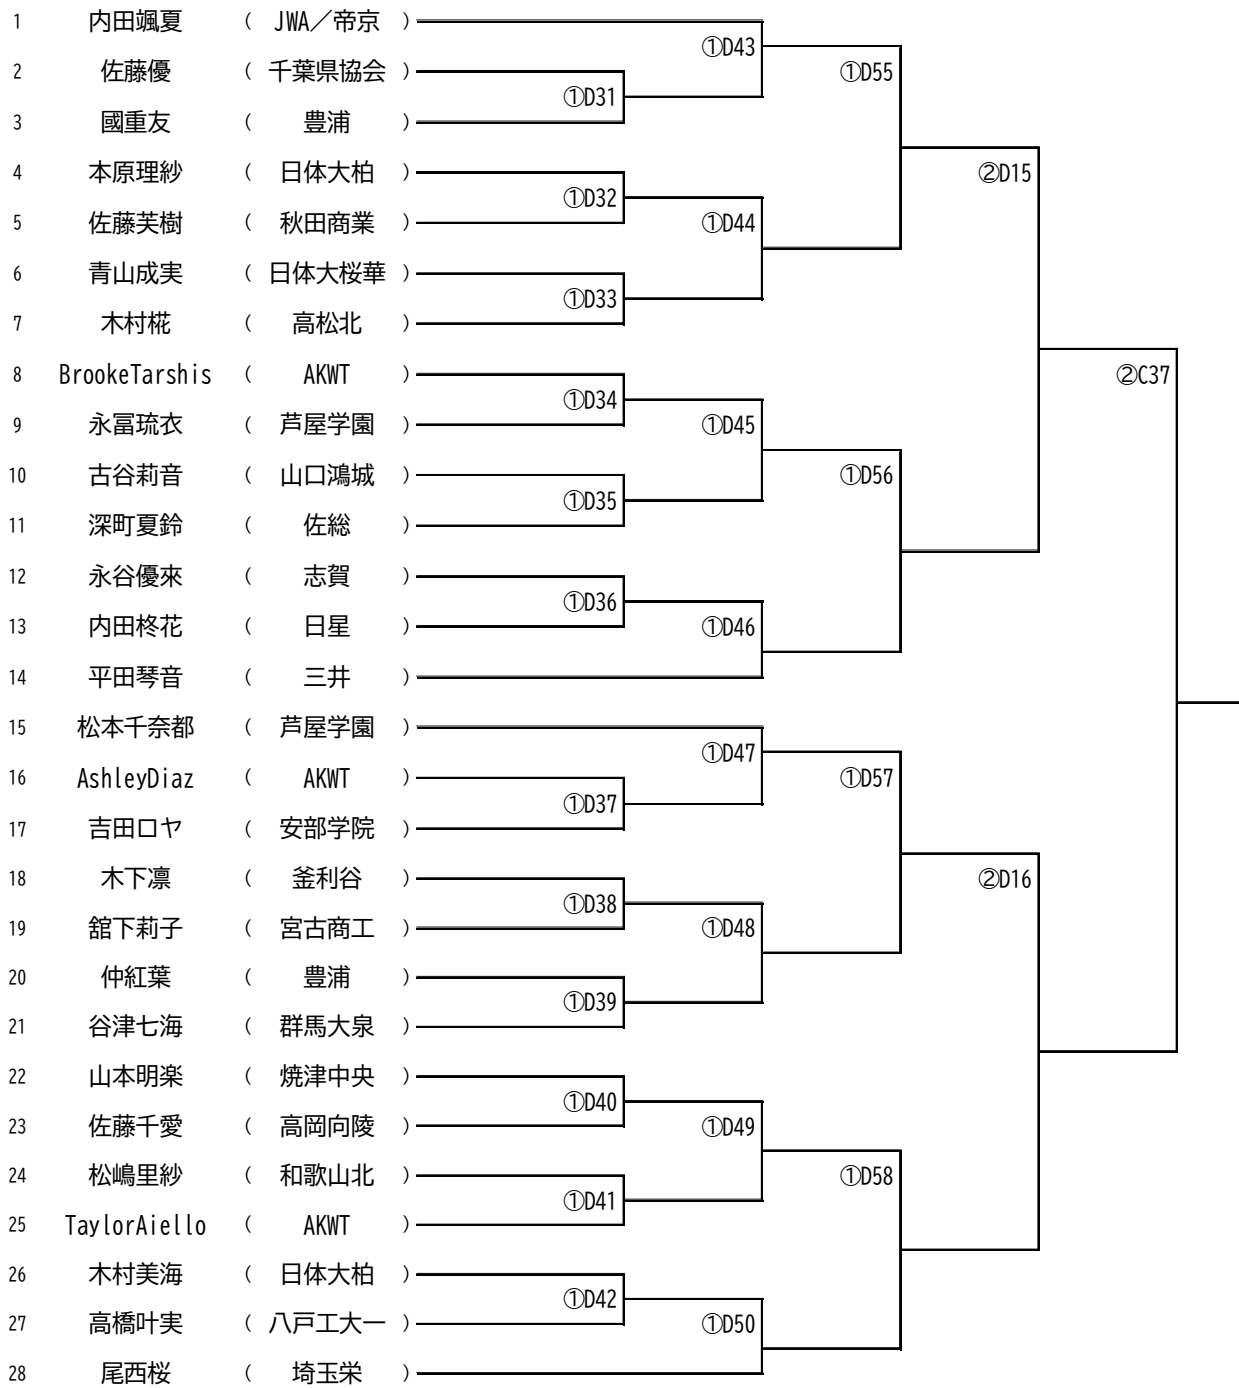 1 内田颯夏 ( JWA／帝京 )
①D43
2 佐藤優 ( 千葉県協会 )
①D55
①D31
3 國重友 ( 豊浦 )
4 本原理紗 ( 日体大柏 )
②D15
①D32
5 佐藤芙樹 ( 秋田商業 )
①D44
6 青山成実 ( 日体大桜華 )
①D33
7 木村椛 ( 高松北 )
8 BrookeTarshis ( AKWT )
②C37
①D34
9 永冨琉衣 ( 芦屋学園 )
①D45
10 古谷莉音 ( 山口鴻城 )
①D56
①D35
11 深町夏鈴 ( 佐総 )
12 永谷優來 ( 志賀 )
①D36
13 内田柊花 ( 日星 )
①D46
14 平田琴音 ( 三井 )
15 松本千奈都 ( 芦屋学園 )
①D47
16 AshleyDiaz ( AKWT )
①D57
①D37
17 吉田ロヤ ( 安部学院 )
18 木下凛 ( 釜利谷 )
②D16
①D38
19 舘下莉子 ( 宮古商工 )
①D48
20 仲紅葉 ( 豊浦 )
①D39
21 谷津七海 ( 群馬大泉 )
22 山本明楽 ( 焼津中央 )
①D40
23 佐藤千愛 ( 高岡向陵 )
①D49
24 松嶋里紗 ( 和歌山北 )
①D58
①D41
25 TaylorAiello ( AKWT )
26 木村美海 ( 日体大柏 )
①D42
27 高橋叶実 ( 八戸工大一 )
①D50
28 尾西桜 ( 埼玉栄 )